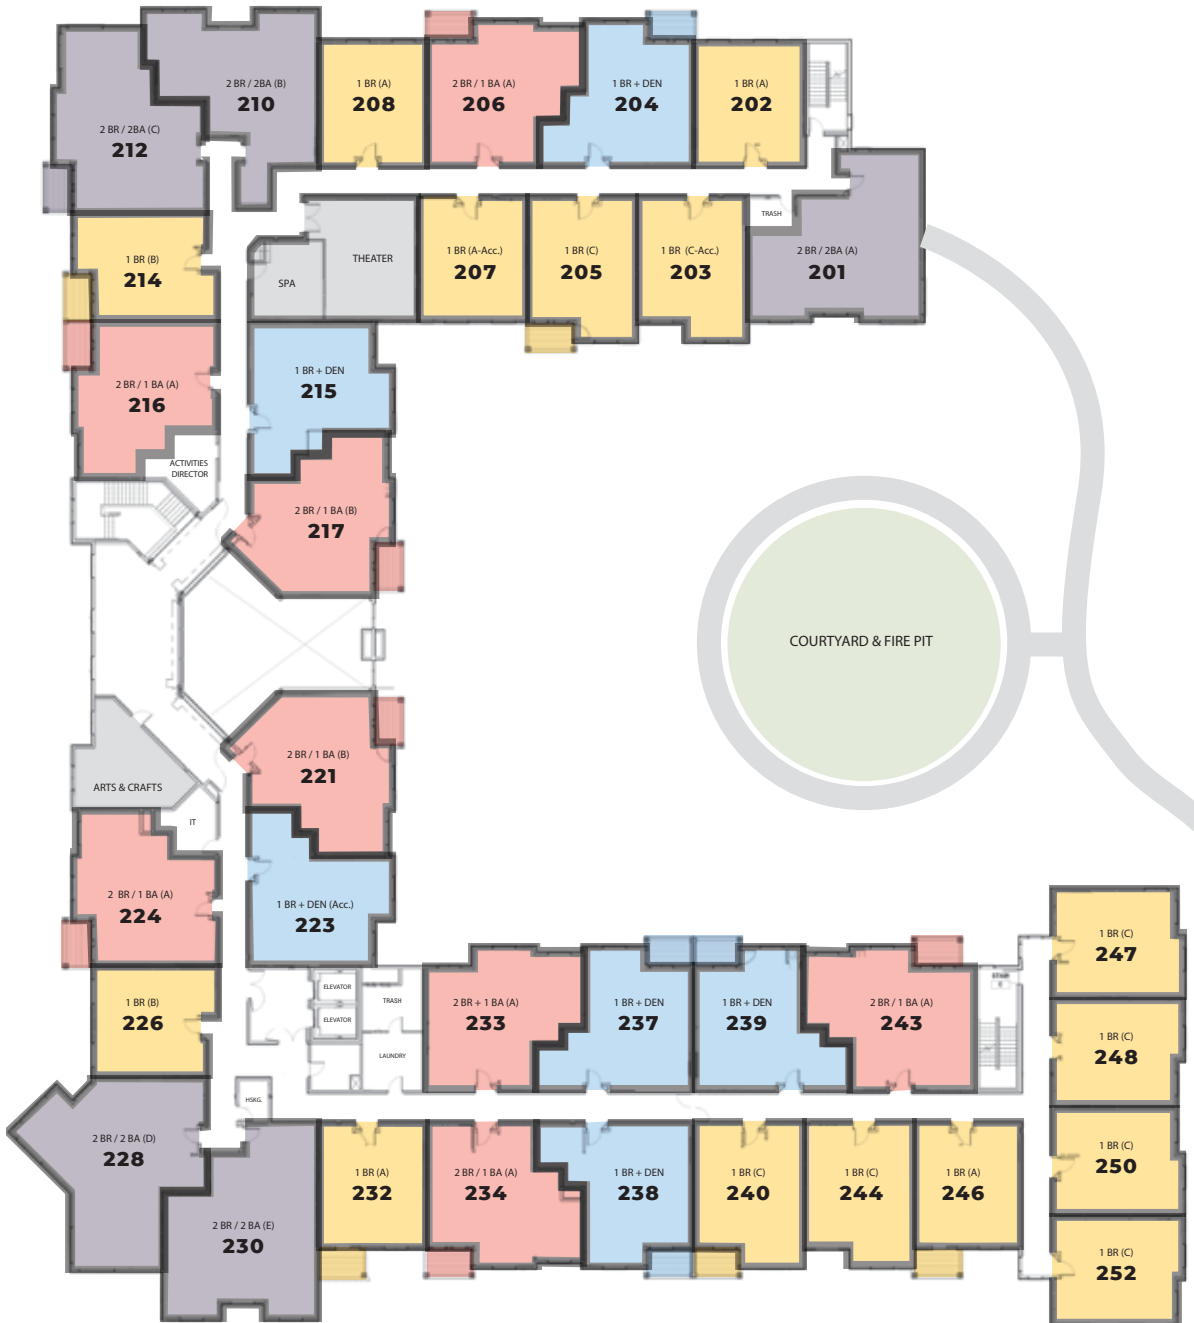 2 BR / 2BA (B)
210
1 BR (A)
208
2 BR / 1 BA (A)
206
1 BR + DEN
204
1 BR (A)
202
2 BR / 2BA (C)
212
TRASH
1 BR (B)
214
SPA
THEATER
1 BR (A-Acc.)
207
1 BR (C)
205
1 BR (C-Acc.)
203
2 BR / 2BA (A)
201
2 BR / 1 BA (A)
216
1 BR + DEN
215
ACTIVITIES
DIRECTOR
2 BR / 1 BA (B)
217
COURTYARD & FIRE PIT
2 BR / 1 BA (B)
221
ARTS & CRAFTS
IT
2 BR / 1 BA (A)
224
1 BR + DEN (Acc.)
223
1 BR (C)
247
1 BR (B)
226
ELEVATOR
ELEVATOR
TRASH
LAUNDRY
2 BR + 1 BA (A)
233
1 BR + DEN
237
1 BR + DEN
239
2 BR / 1 BA (A)
243
1 BR (C)
248
HSKG.
2 BR / 2 BA (D)
228
2 BR / 2 BA (E)
230
1 BR (A)
232
2 BR / 1 BA (A)
234
1 BR + DEN
238
1 BR (C)
240
1 BR (C)
244
1 BR (A)
246
1 BR (C)
250
1 BR (C)
252